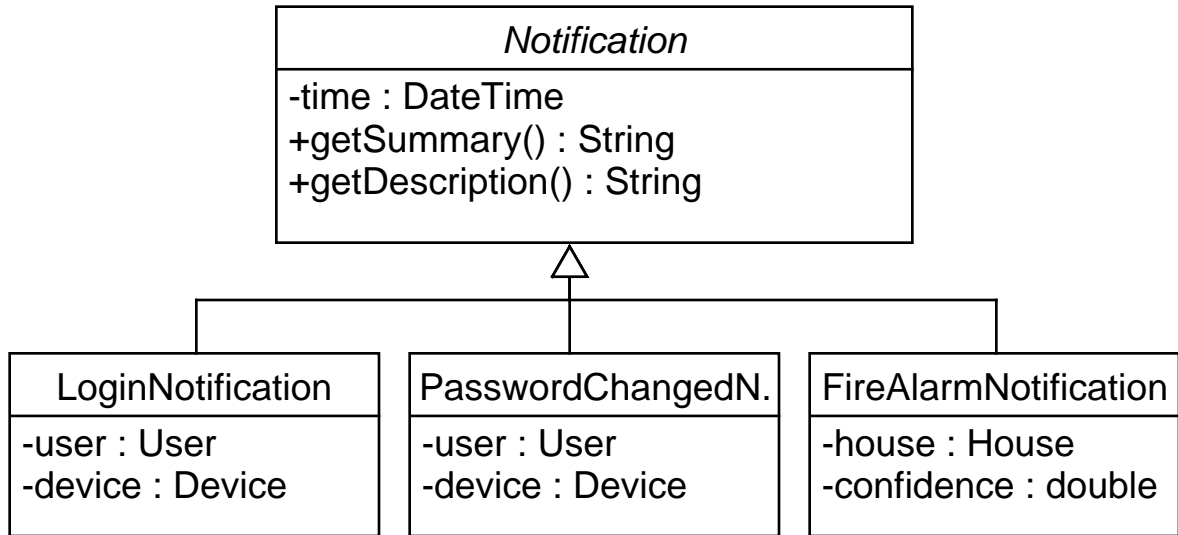 Notification
-time : DateTime
+getSummary() : String
+getDescription() : String
LoginNotification
-user : User
-device : Device
PasswordChangedN.
-user : User
-device : Device
FireAlarmNotification
-house : House
-confidence : double